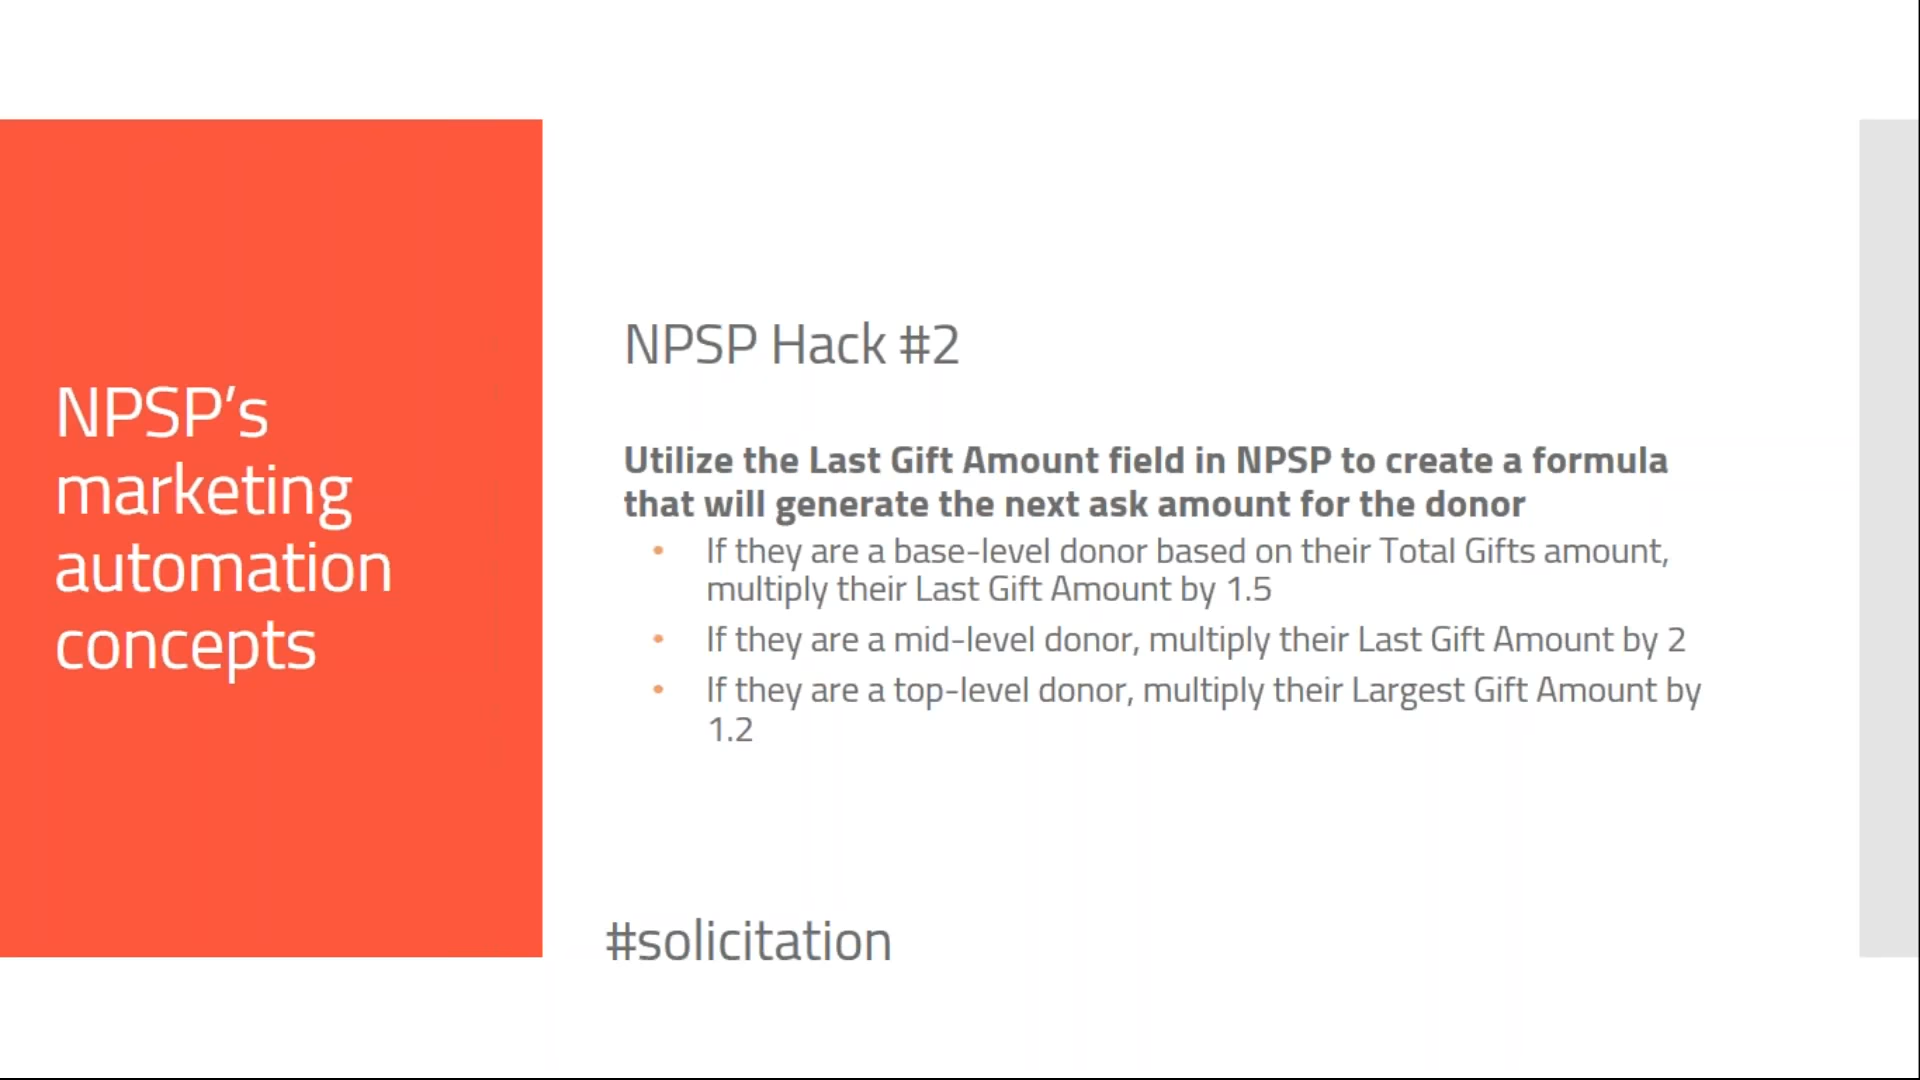 NPSP’s
marketing
automation
concepts
NPSP Hack #2
Utilize the Last Gift Amount field in NPSP to create a formula
that will generate the next ask amount for the donor
• If they are a base-level donor based on their Total Gifts amount,
multiply their Last Gift Amount by 1.5
• If they are a mid-level donor, multiply their Last Gift Amount by 2
• If they are a top-level donor, multiply their Largest Gift Amount by
1.2
#solicitation